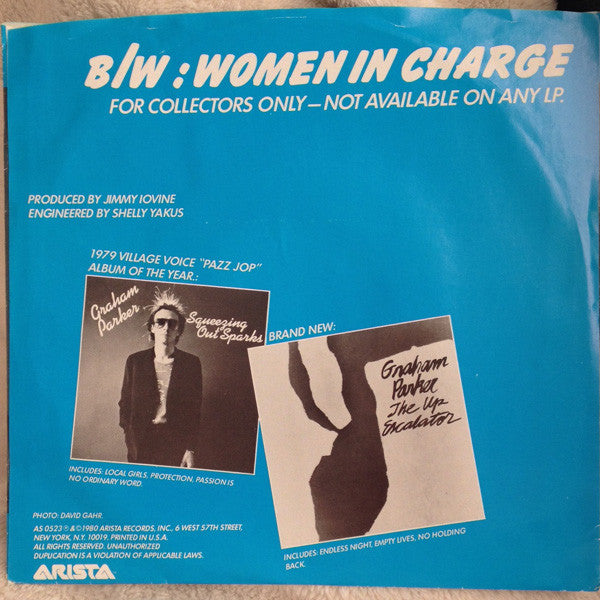 B/W : WOMEN IN CHARGE
FOR COLLECTORS ONLY—NOT AVAILABLE ON ANY LP.
PRODUCED BY JIMMY IOVINE
ENGINEERED BY SHELLY YAKUS
1979 VILLAGE VOICE "PAZZ JOP"
ALBUM OF THE YEAR.:
Graham
Parker
Squeezing
Out Sparks
INCLUDES: LOCAL GIRLS, PROTECTION, PASSION IS
NO ORDINARY WORD.
BRAND NEW:
Graham
Parker
The Up
Escalator
INCLUDES: ENDLESS NIGHT, EMPTY LIVES, NO HOLDING
BACK.
PHOTO: DAVID GAHR.
AS 0523 ℗ & © 1980 ARISTA RECORDS, INC., 6 WEST 57TH STREET,
NEW YORK, N.Y. 10019. PRINTED IN U.S.A.
ALL RIGHTS RESERVED. UNAUTHORIZED
DUPLICATION IS A VIOLATION OF APPLICABLE LAWS.
ARISTA